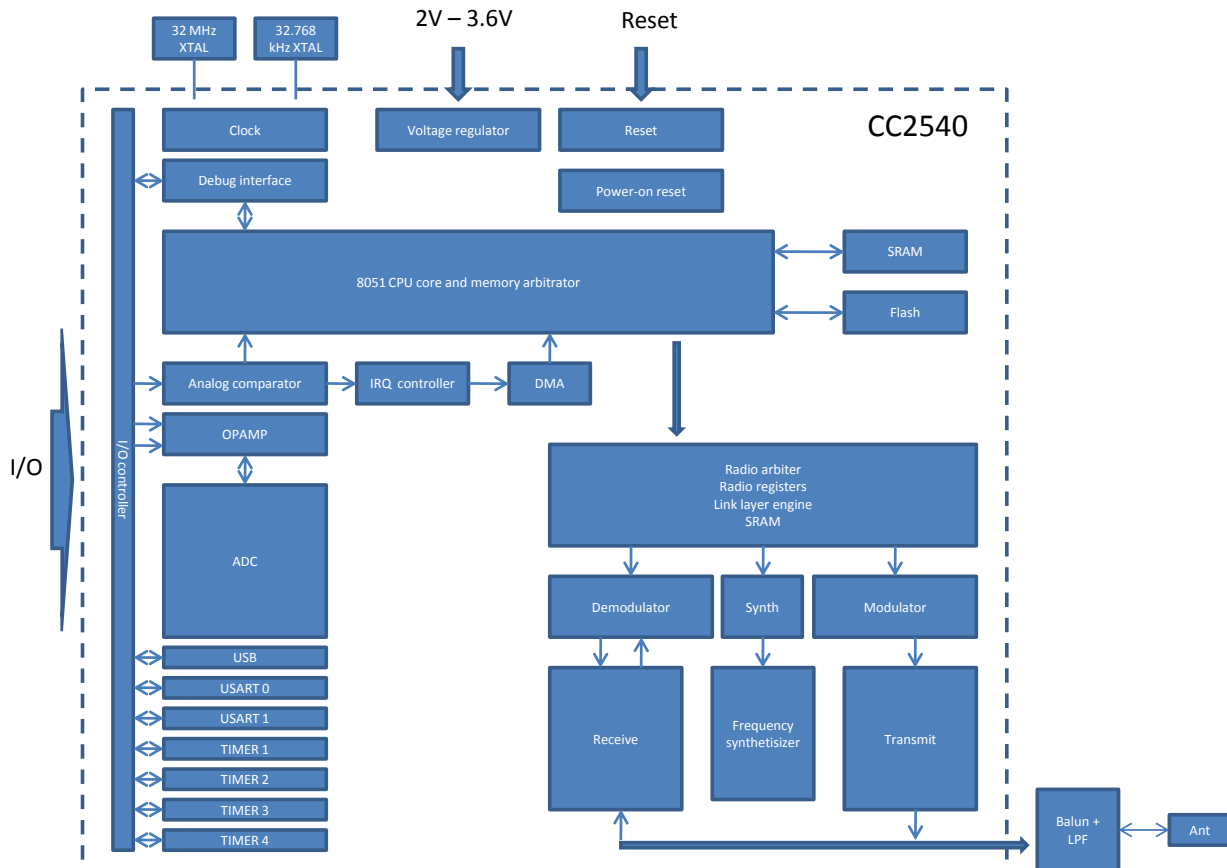 32 MHz
XTAL
32.768
kHz XTAL
2V – 3.6V
Reset
Clock
Voltage regulator
Reset
CC2540
Debug interface
Power-on reset
8051 CPU core and memory arbitrator
SRAM
Flash
Analog comparator
IRQ controller
DMA
OPAMP
I/O
I/O controller
Radio arbiter
Radio registers
Link layer engine
SRAM
ADC
Demodulator
Synth
Modulator
USB
USART 0
USART 1
TIMER 1
TIMER 2
TIMER 3
TIMER 4
Receive
Frequency
synthetisizer
Transmit
Balun +
LPF
Ant